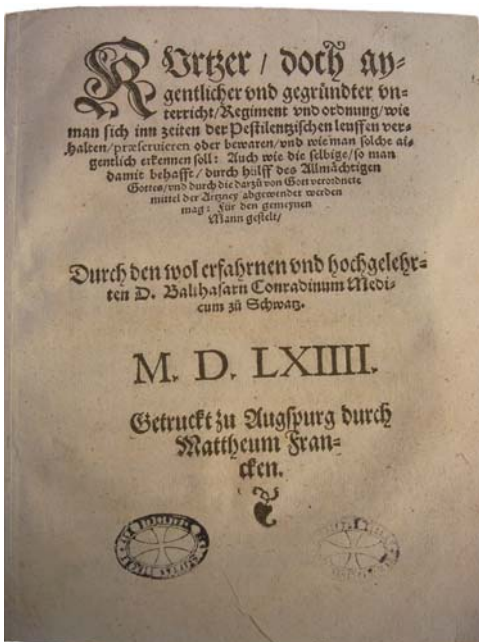 KUrtzer / doch ay-
gentlicher vnd gegründter vn-
terricht / Regiment vnd ordnung / wie
man sich inn zeiten der Pestilentzischen leuffen ver-
halten / præseruieren oder bewaren / vnd wie man solche ai-
gentlich erkennen soll: Auch wie die selbige / so man
damit behafft / durch hülff des Allmächtigen
Gottes / vnd durch die darzů von Gott verordnete
mittel der Artzney abgewendet werden
mag: Für den gemeynen
Mann gestelt /
Durch den wol erfahrnen vnd hochgelehr-
ten D. Balthasarn Conradinum Medi-
cum zů Schwatz.
M. D. LXIIII.
Getruckt zu Augspurg durch
Mattheum Fran-
cken.